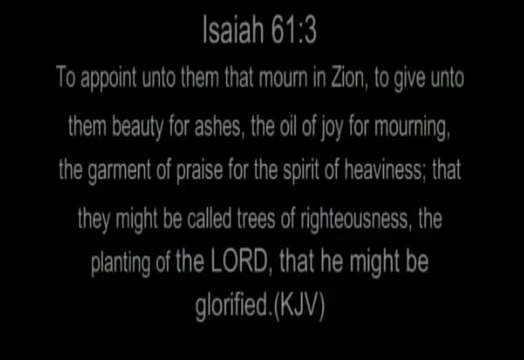 Isaiah 61:3
To appoint unto them that mourn in Zion, to give unto
them beauty for ashes, the oil of joy for mourning,
the garment of praise for the spirit of heaviness; that
they might be called trees of righteousness, the
planting of the LORD, that he might be
glorified.(KJV)